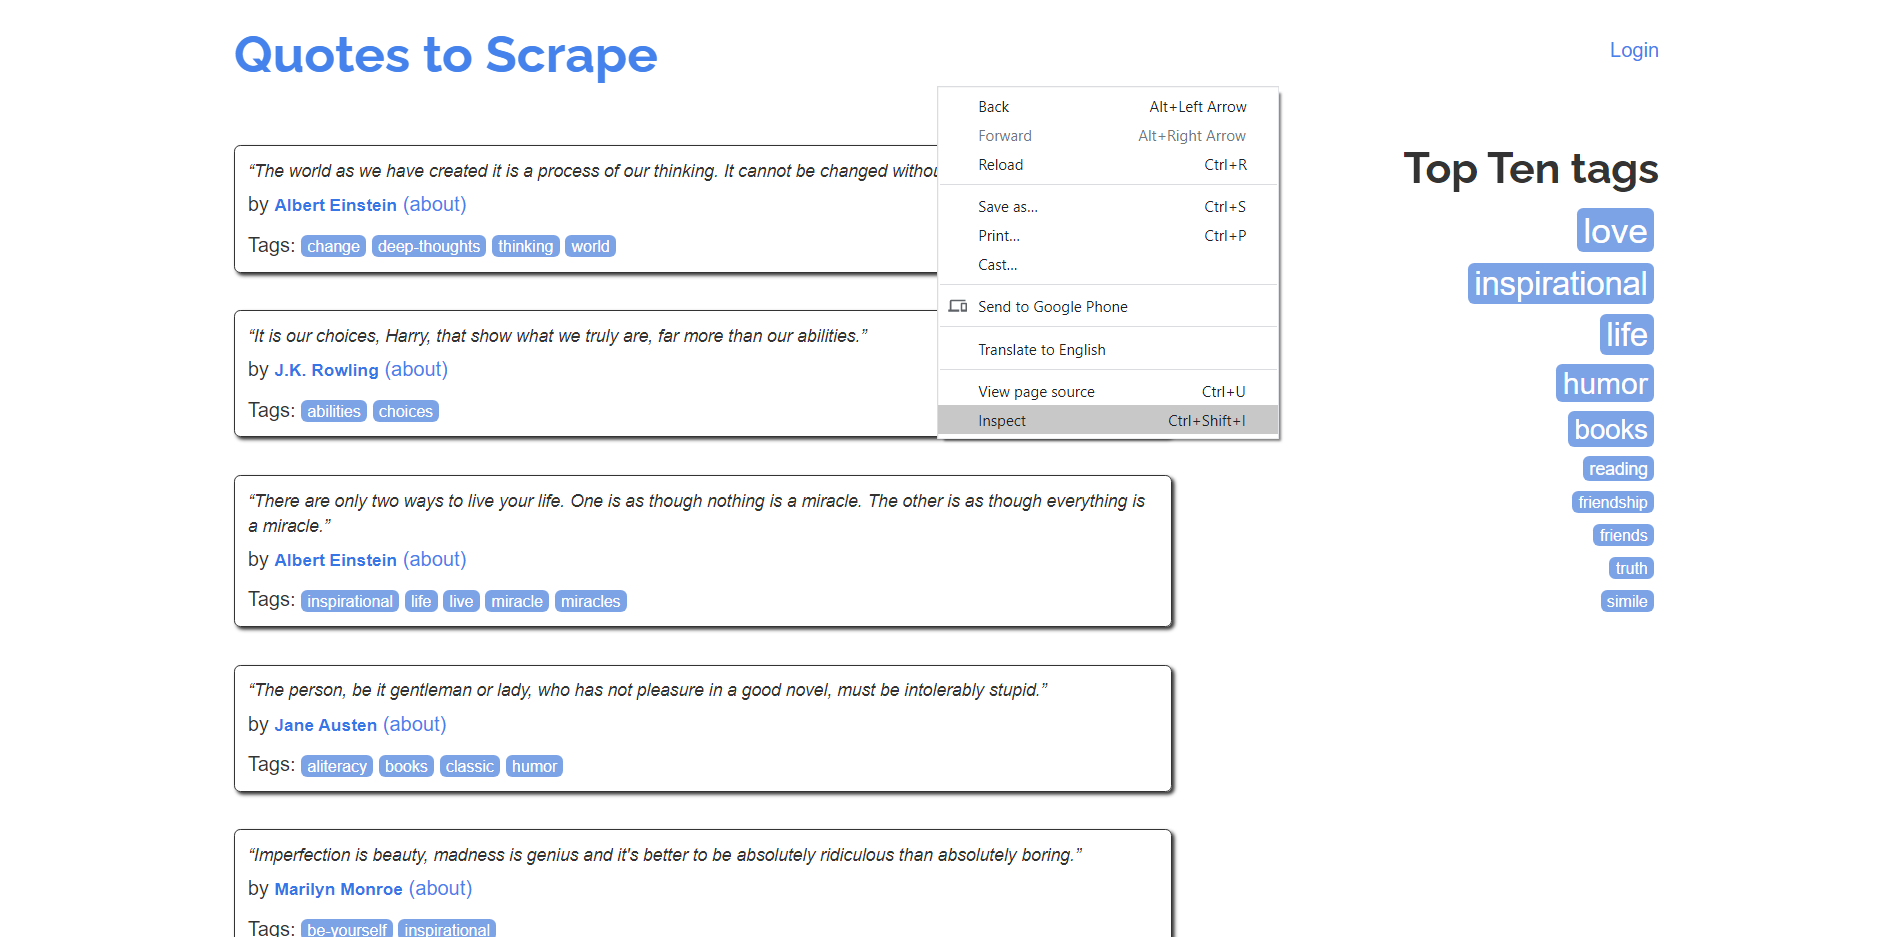 Quotes to Scrape
Login
Back Alt+Left Arrow
Forward Alt+Right Arrow
Reload Ctrl+R
Save as... Ctrl+S
Print... Ctrl+P
Cast...
Send to Google Phone
Translate to English
View page source Ctrl+U
Inspect Ctrl+Shift+I
“The world as we have created it is a process of our thinking. It cannot be changed
by Albert Einstein (about)
Tags: change deep-thoughts thinking world
“It is our choices, Harry, that show what we truly are, far more than our abilities.”
by J.K. Rowling (about)
Tags: abilities choices
“There are only two ways to live your life. One is as though nothing is a miracle. The other is as though everything is
a miracle.”
by Albert Einstein (about)
Tags: inspirational life live miracle miracles
“The person, be it gentleman or lady, who has not pleasure in a good novel, must be intolerably stupid.”
by Jane Austen (about)
Tags: aliteracy books classic humor
“Imperfection is beauty, madness is genius and it's better to be absolutely ridiculous than absolutely boring.”
by Marilyn Monroe (about)
Tags: be-yourself inspirational
Top Ten tags
love
inspirational
life
humor
books
reading
friendship
friends
truth
simile